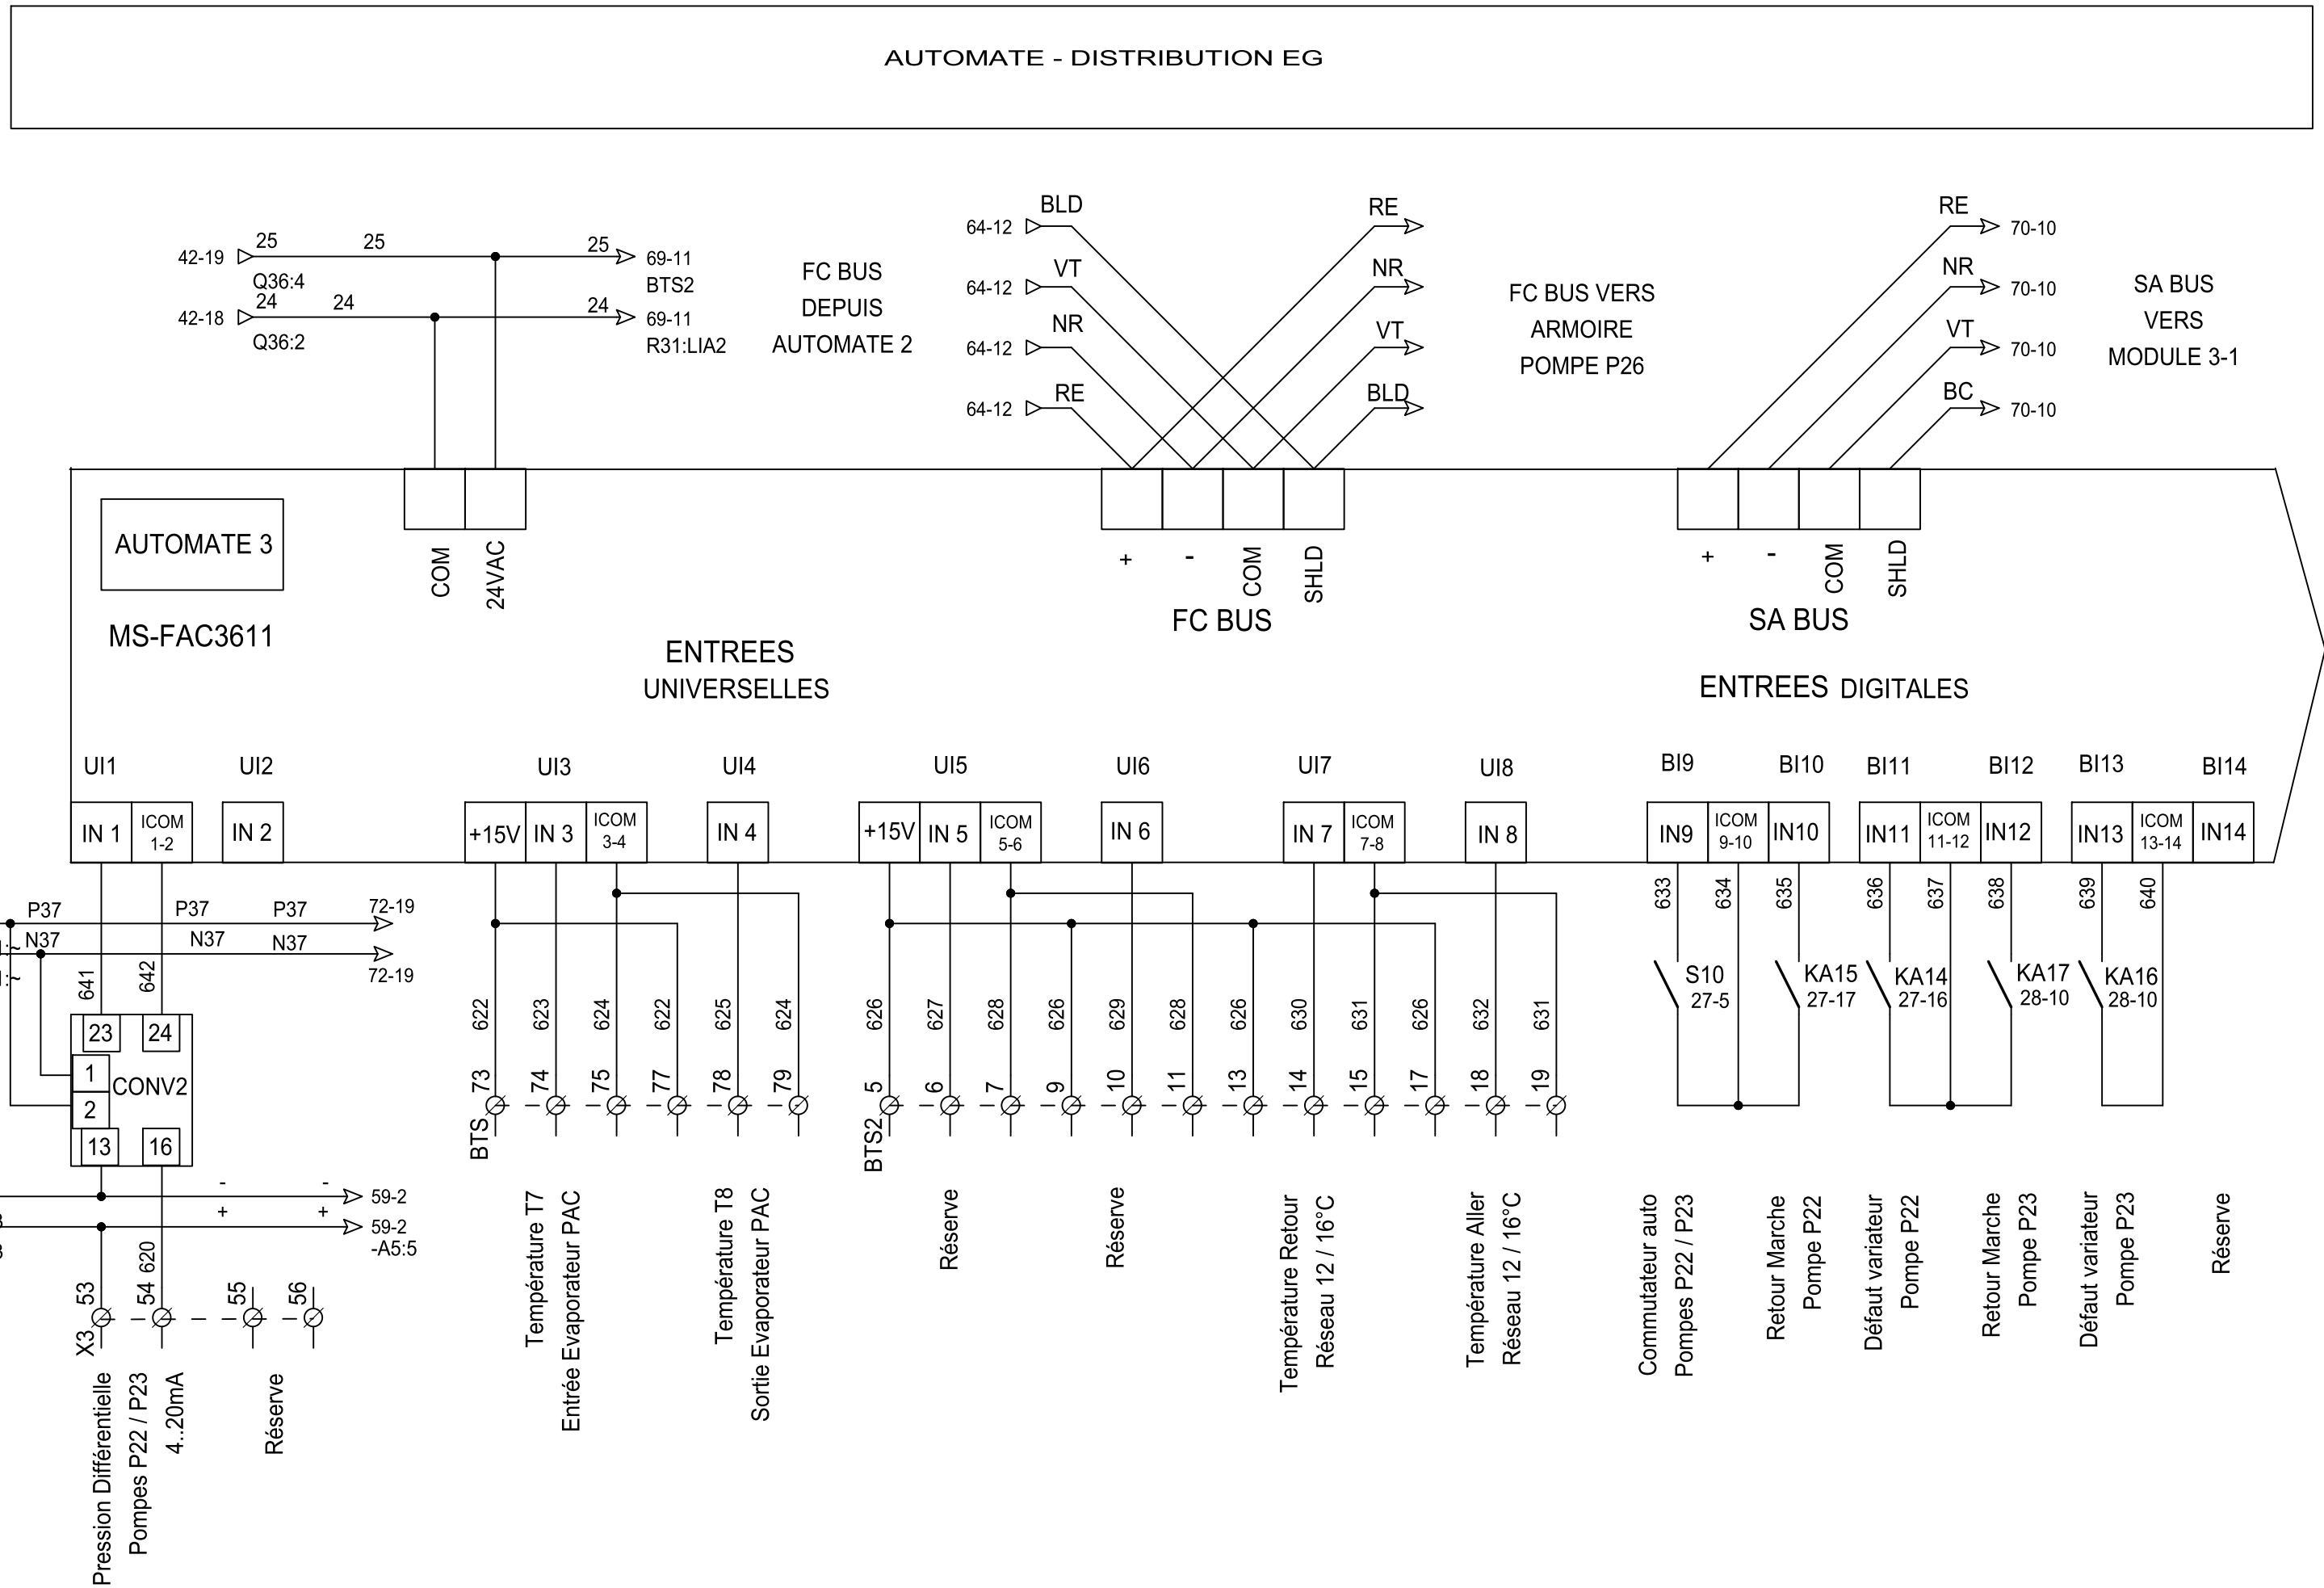 AUTOMATE - DISTRIBUTION EG
BLD
RE
RE
64-12
70-10
25
25
25
42-19
69-11
Q36:4
BTS2
FC BUS
DEPUIS
AUTOMATE 2
VT
NR
NR
64-12
70-10
FC BUS VERS
ARMOIRE
POMPE P26
SA BUS
VERS
MODULE 3-1
24
24
24
42-18
69-11
Q36:2
R31:LIA2
NR
VT
VT
64-12
70-10
RE
BLD
BC
64-12
70-10
AUTOMATE 3
MS-FAC3611
COM
24VAC
+
-
COM
SHLD
FC BUS
+
-
COM
SHLD
SA BUS
ENTREES
UNIVERSELLES
ENTREES DIGITALES
UI1
UI2
UI3
UI4
UI5
UI6
UI7
UI8
BI9
BI10
BI11
BI12
BI13
BI14
IN 1
ICOM
1-2
IN 2
+15V
IN 3
ICOM
3-4
IN 4
+15V
IN 5
ICOM
5-6
IN 6
IN 7
ICOM
7-8
IN 8
IN9
ICOM
9-10
IN10
IN11
ICOM
11-12
IN12
IN13
ICOM
13-14
IN14
633
634
635
636
637
638
639
640
P37
P37
P37
72-19
N37
N37
N37
72-19
641
642
S10
27-5
KA15
27-17
KA14
27-16
KA17
28-10
KA16
28-10
622
623
624
622
625
624
626
627
628
626
629
628
626
630
631
626
632
631
23
24
1
2
CONV2
13
16
BTS
73
74
75
77
78
79
BTS2
5
6
7
9
10
11
13
14
15
17
18
19
-
-
59-2
+
+
59-2
-A5:5
620
X3
53
54
55
56
Pression Différentielle
Pompes P22 / P23
4..20mA
Réserve
Température T7
Entrée Evaporateur PAC
Température T8
Sortie Evaporateur PAC
Réserve
Réserve
Température Retour
Réseau 12 / 16°C
Température Aller
Réseau 12 / 16°C
Commutateur auto
Pompes P22 / P23
Retour Marche
Pompe P22
Défaut variateur
Pompe P22
Retour Marche
Pompe P23
Défaut variateur
Pompe P23
Réserve